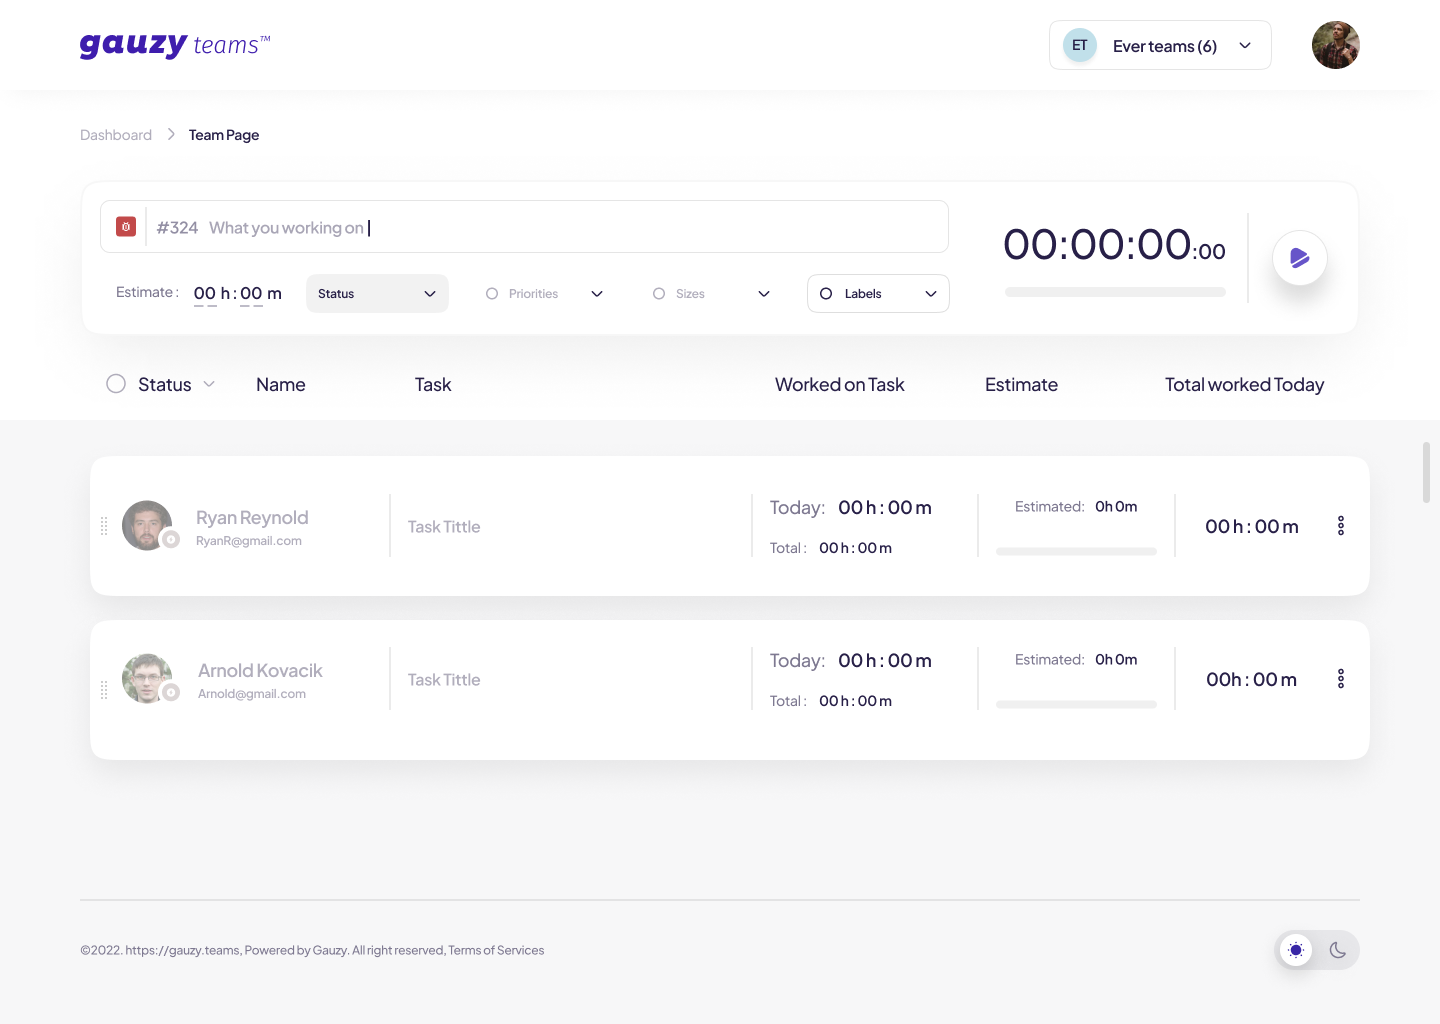 gauzy teams™
ET Ever teams (6)
Dashboard Team Page
#324 What you working on
00:00:00:00
Estimate : 00 h : 00 m Status Priorities Sizes Labels
Status Name Task Worked on Task Estimate Total worked Today
Ryan Reynold
RyanR@gmail.com
Task Tittle
Today: 00 h : 00 m
Total : 00 h : 00 m
Estimated: 0h 0m
00 h : 00 m
Arnold Kovacik
Arnold@gmail.com
Task Tittle
Today: 00 h : 00 m
Total : 00 h : 00 m
Estimated: 0h 0m
00h : 00 m
©2022. https://gauzy.teams, Powered by Gauzy. All right reserved, Terms of Services